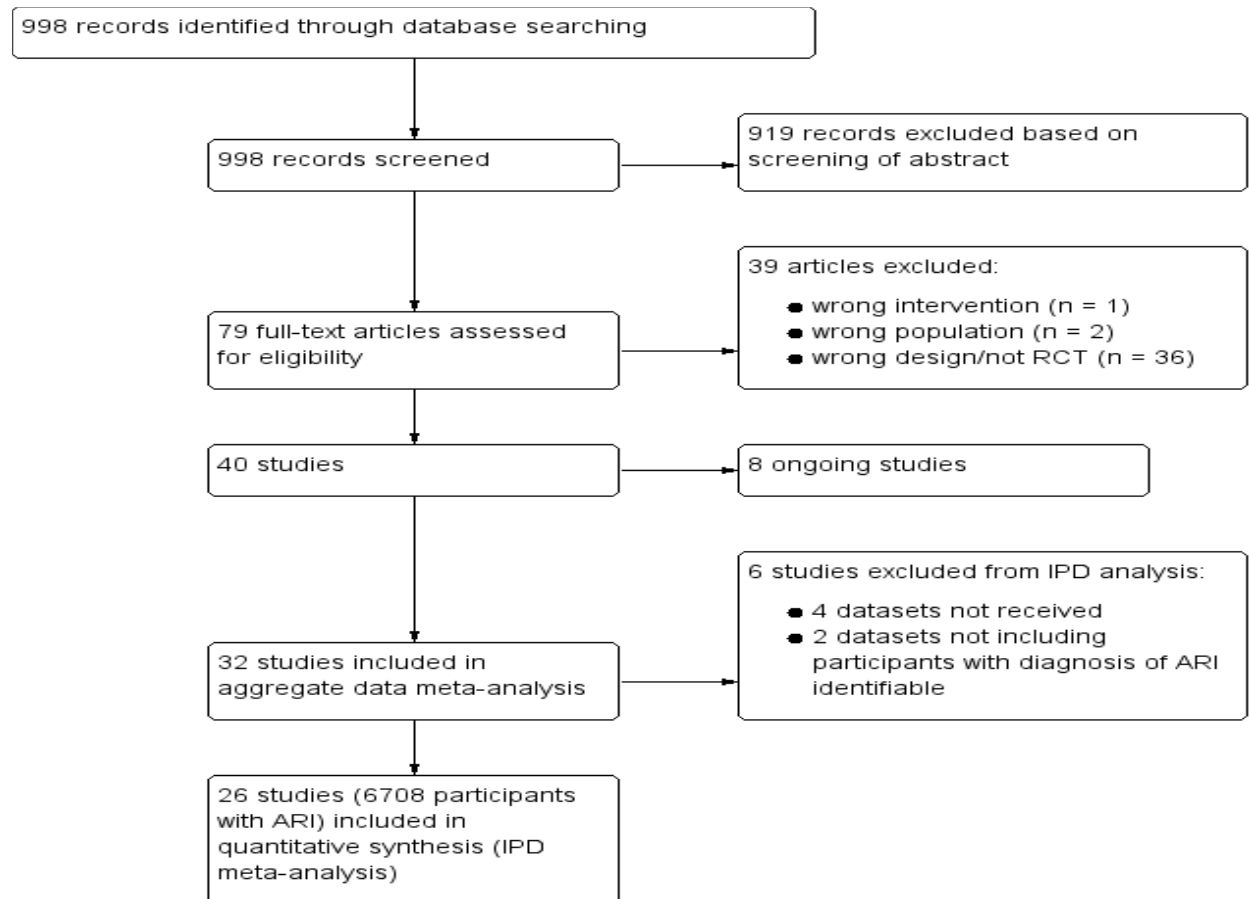 998 records identified through database searching
998 records screened
919 records excluded based on
screening of abstract
79 full-text articles assessed
for eligibility
39 articles excluded:
● wrong intervention (n = 1)
● wrong population (n = 2)
● wrong design/not RCT (n = 36)
40 studies
8 ongoing studies
32 studies included in
aggregate data meta-analysis
6 studies excluded from IPD analysis:
● 4 datasets not received
● 2 datasets not including
participants with diagnosis of ARI
identifiable
26 studies (6708 participants
with ARI) included in
quantitative synthesis (IPD
meta-analysis)